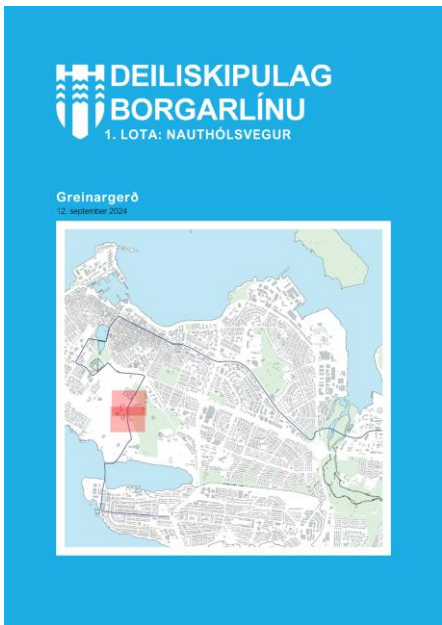 DEILISKIPULAG
BORGARLÍNU
1. LOTA: NAUTHÓLSVEGUR
Greinargerð
12. september 2024